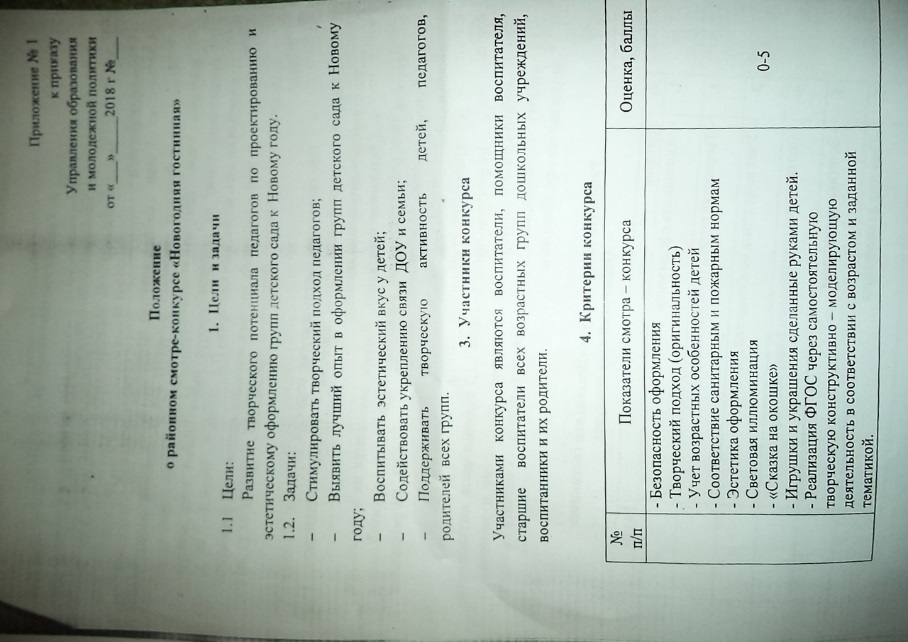 Приложение № 1
к приказу
Управления образования
и молодежной политики
от «___»______2018 г №___
Положение
о районном смотре-конкурсе «Новогодняя гостинная»
1. Цели и задачи
1.1 Цели:
Развитие творческого потенциала педагогов по проектированию и
эстетическому оформлению групп детского сада к Новому году.
1.2. Задачи:
– Стимулировать творческий подход педагогов;
– Выявить лучший опыт в оформлении групп детского сада к Новому
году;
– Воспитывать эстетический вкус у детей;
– Содействовать укреплению связи ДОУ и семьи;
– Поддерживать творческую активность детей, педагогов,
родителей всех групп.
3. Участники конкурса
Участниками конкурса являются воспитатели, помощники воспитателя,
старшие воспитатели всех возрастных групп дошкольных учреждений,
воспитанники и их родители.
4. Критерии конкурса
№ п/п Показатели смотра – конкурса Оценка, баллы
- Безопасность оформления
- Творческий подход (оригинальность)
- Учет возрастных особенностей детей
- Соответствие санитарным и пожарным нормам
- Эстетика оформления
- Световая иллюминация
- «Сказка на окошке»
- Игрушки и украшения сделанные руками детей.
- Реализация ФГОС через самостоятельную
творческую конструктивно – моделирующую
деятельность в соответствии с возрастом и заданной
тематикой.
0-5